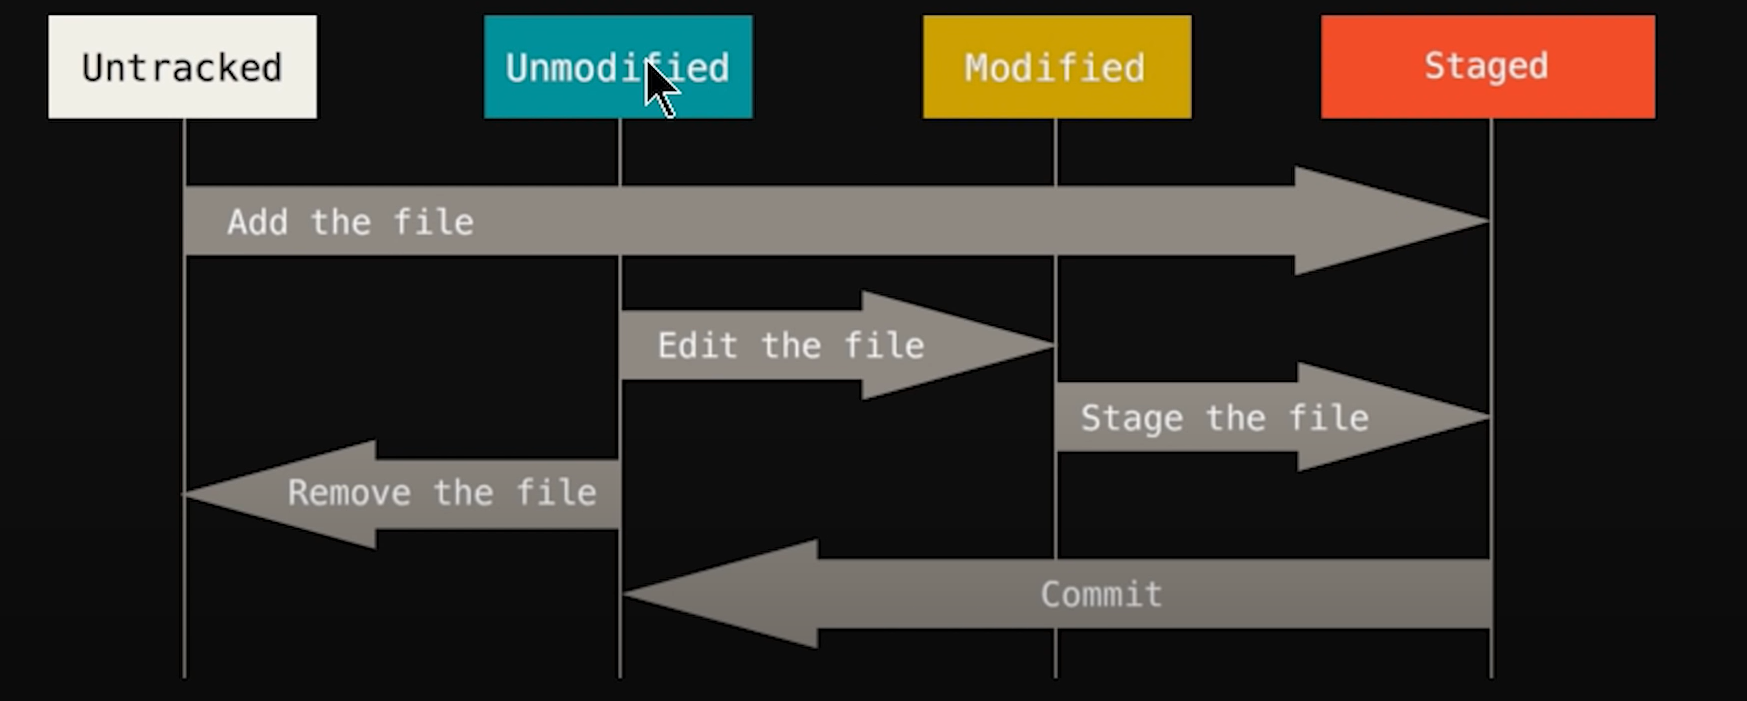 Untracked
Unmodified
Modified
Staged
Add the file
Edit the file
Stage the file
Remove the file
Commit